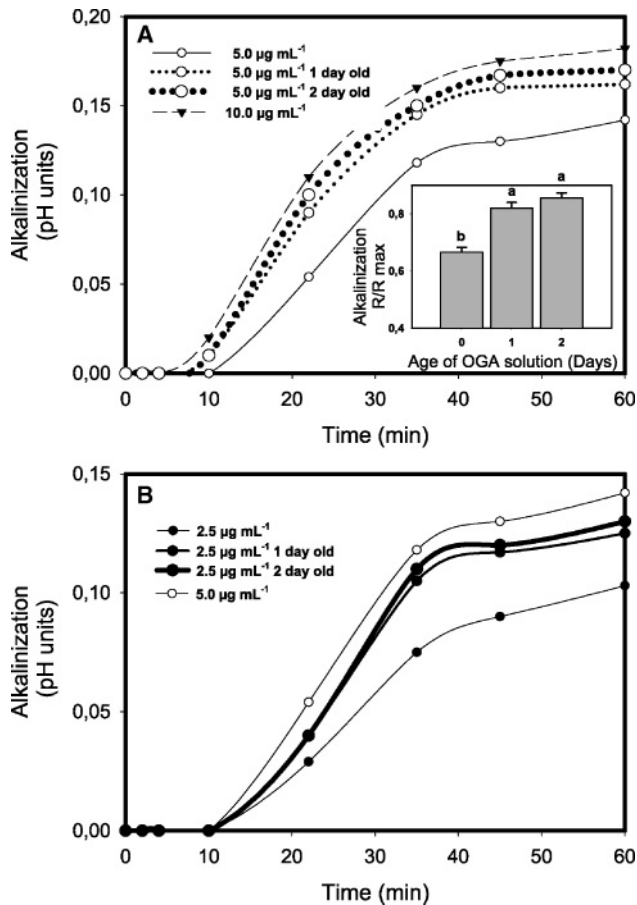 A
5.0 µg mL⁻¹
5.0 µg mL⁻¹ 1 day old
5.0 µg mL⁻¹ 2 day old
10.0 µg mL⁻¹
Alkalinization
(pH units)
0,20
0,15
0,10
0,05
0,00
0 10 20 30 40 50 60
Time (min)
Alkalinization
R/R max
0,8
0,6
0,4
b
a
a
0 1 2
Age of OGA solution (Days)
B
2.5 µg mL⁻¹
2.5 µg mL⁻¹ 1 day old
2.5 µg mL⁻¹ 2 day old
5.0 µg mL⁻¹
Alkalinization
(pH units)
0,15
0,10
0,05
0,00
0 10 20 30 40 50 60
Time (min)